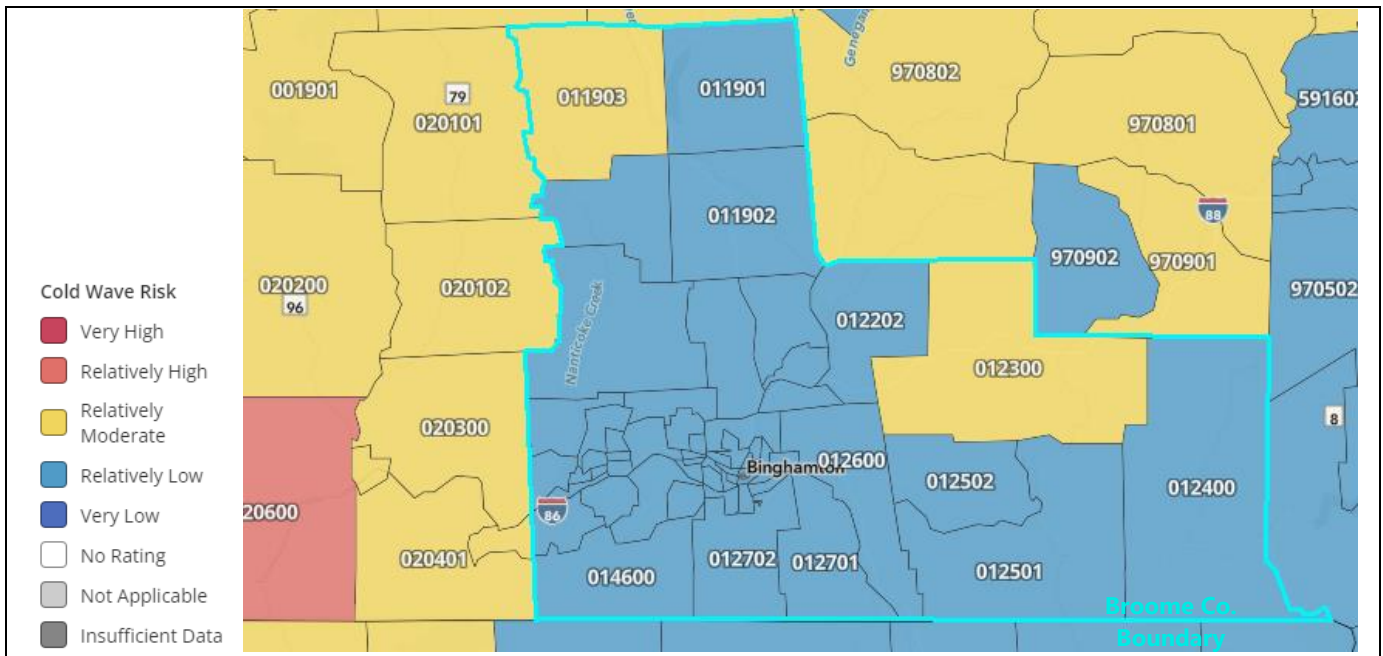 Cold Wave Risk
Very High
Relatively High
Relatively
Moderate
Relatively Low
Very Low
No Rating
Not Applicable
Insufficient Data
001901
79
020101
011903
011901
970802
970801
591602
011902
88
020200
96
020102
970902
970901
970502
Nanticoke Creek
012202
012300
8
020300
Binghamton
012600
012502
012400
20600
86
020401
014600
012702
012701
012501
Broome Co.
Boundary